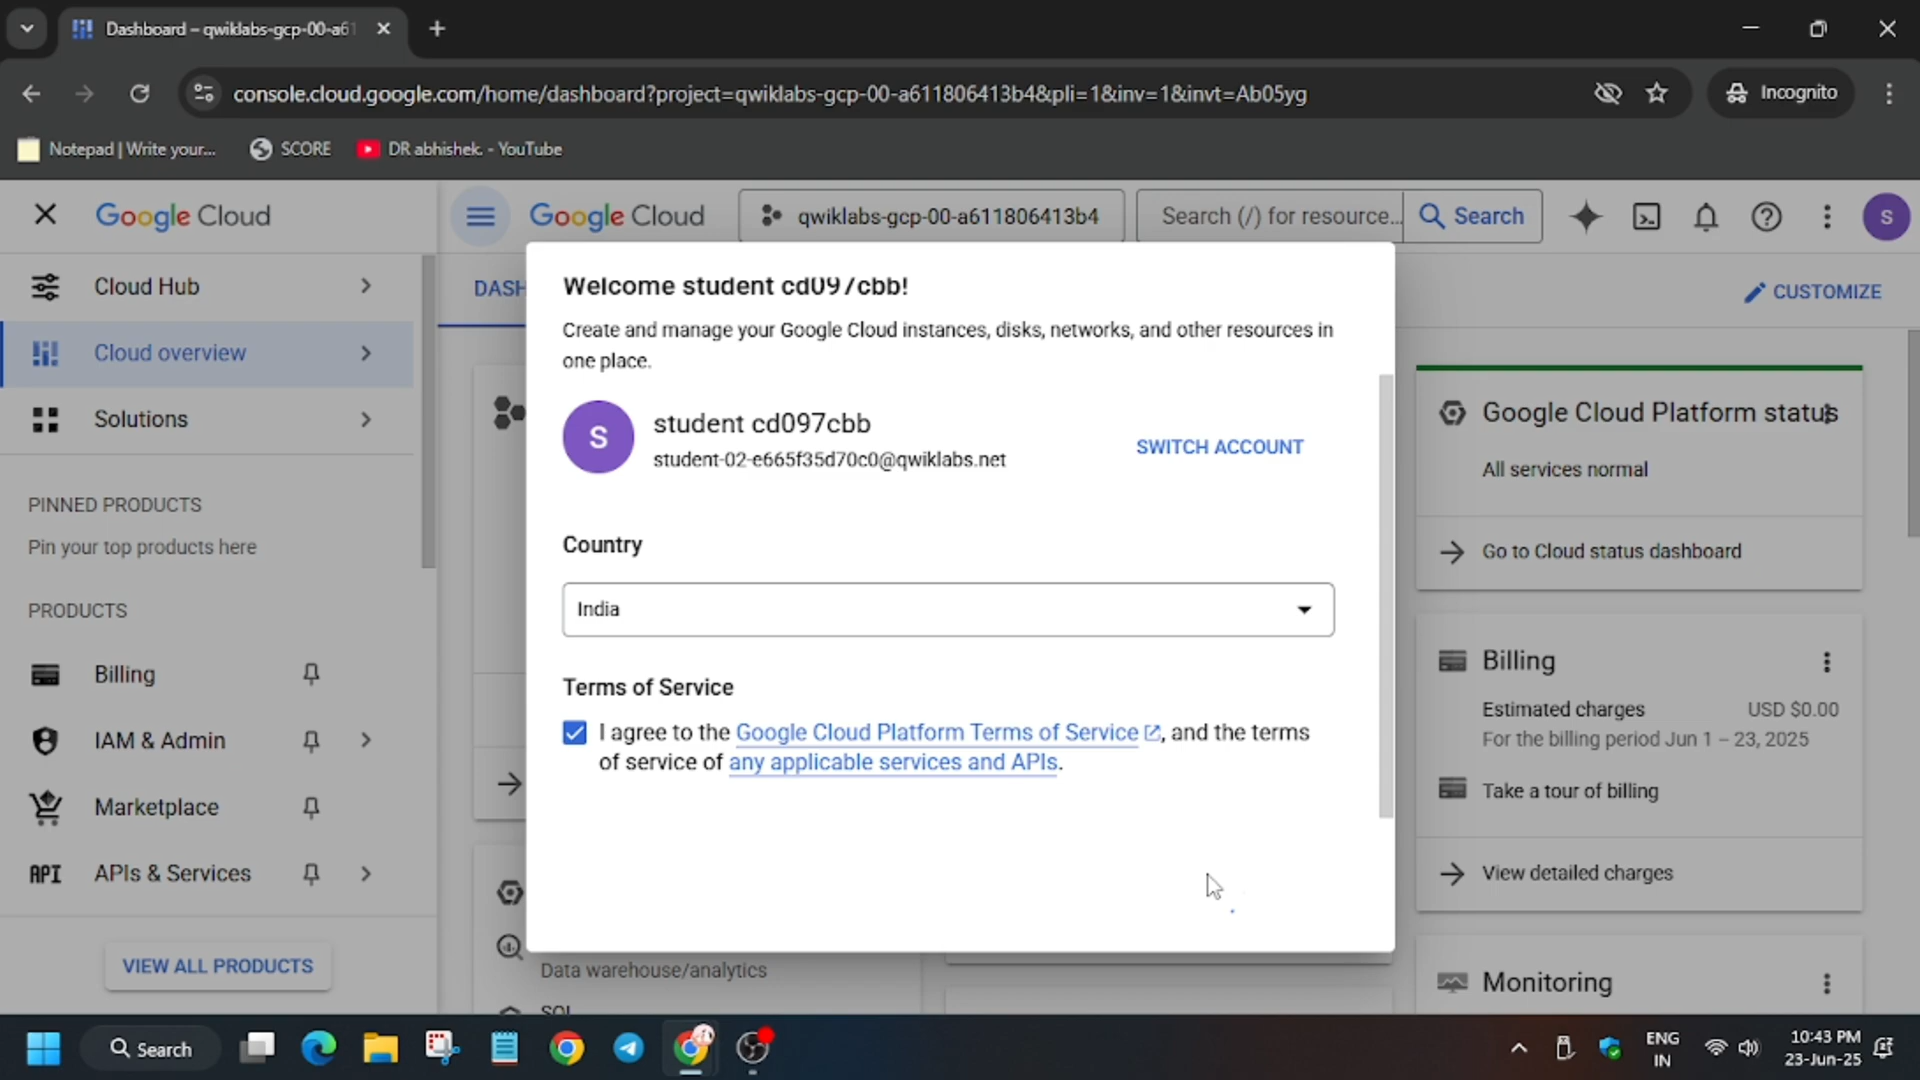 Dashboard – qwiklabs-gcp-00-a61
console.cloud.google.com/home/dashboard?project=qwiklabs-gcp-00-a611806413b4&pli=1&inv=1&invt=Ab05yg
Incognito
Notepad | Write your...
SCORE
DR abhishek. - YouTube
Google Cloud
Google Cloud
qwiklabs-gcp-00-a611806413b4
Search (/) for resource...
Search
S
Cloud Hub
Cloud overview
Solutions
PINNED PRODUCTS
Pin your top products here
PRODUCTS
Billing
IAM & Admin
Marketplace
API APIs & Services
VIEW ALL PRODUCTS
DASH
CUSTOMIZE
Welcome student cd097cbb!
Create and manage your Google Cloud instances, disks, networks, and other resources in
one place.
S
student cd097cbb
student-02-e665f35d70c0@qwiklabs.net
SWITCH ACCOUNT
Country
India
Terms of Service
I agree to the Google Cloud Platform Terms of Service, and the terms
of service of any applicable services and APIs.
Data warehouse/analytics
SQL
Google Cloud Platform status
All services normal
Go to Cloud status dashboard
Billing
Estimated charges USD $0.00
For the billing period Jun 1 – 23, 2025
Take a tour of billing
View detailed charges
Monitoring
Search
ENG
IN
10:43 PM
23-Jun-25